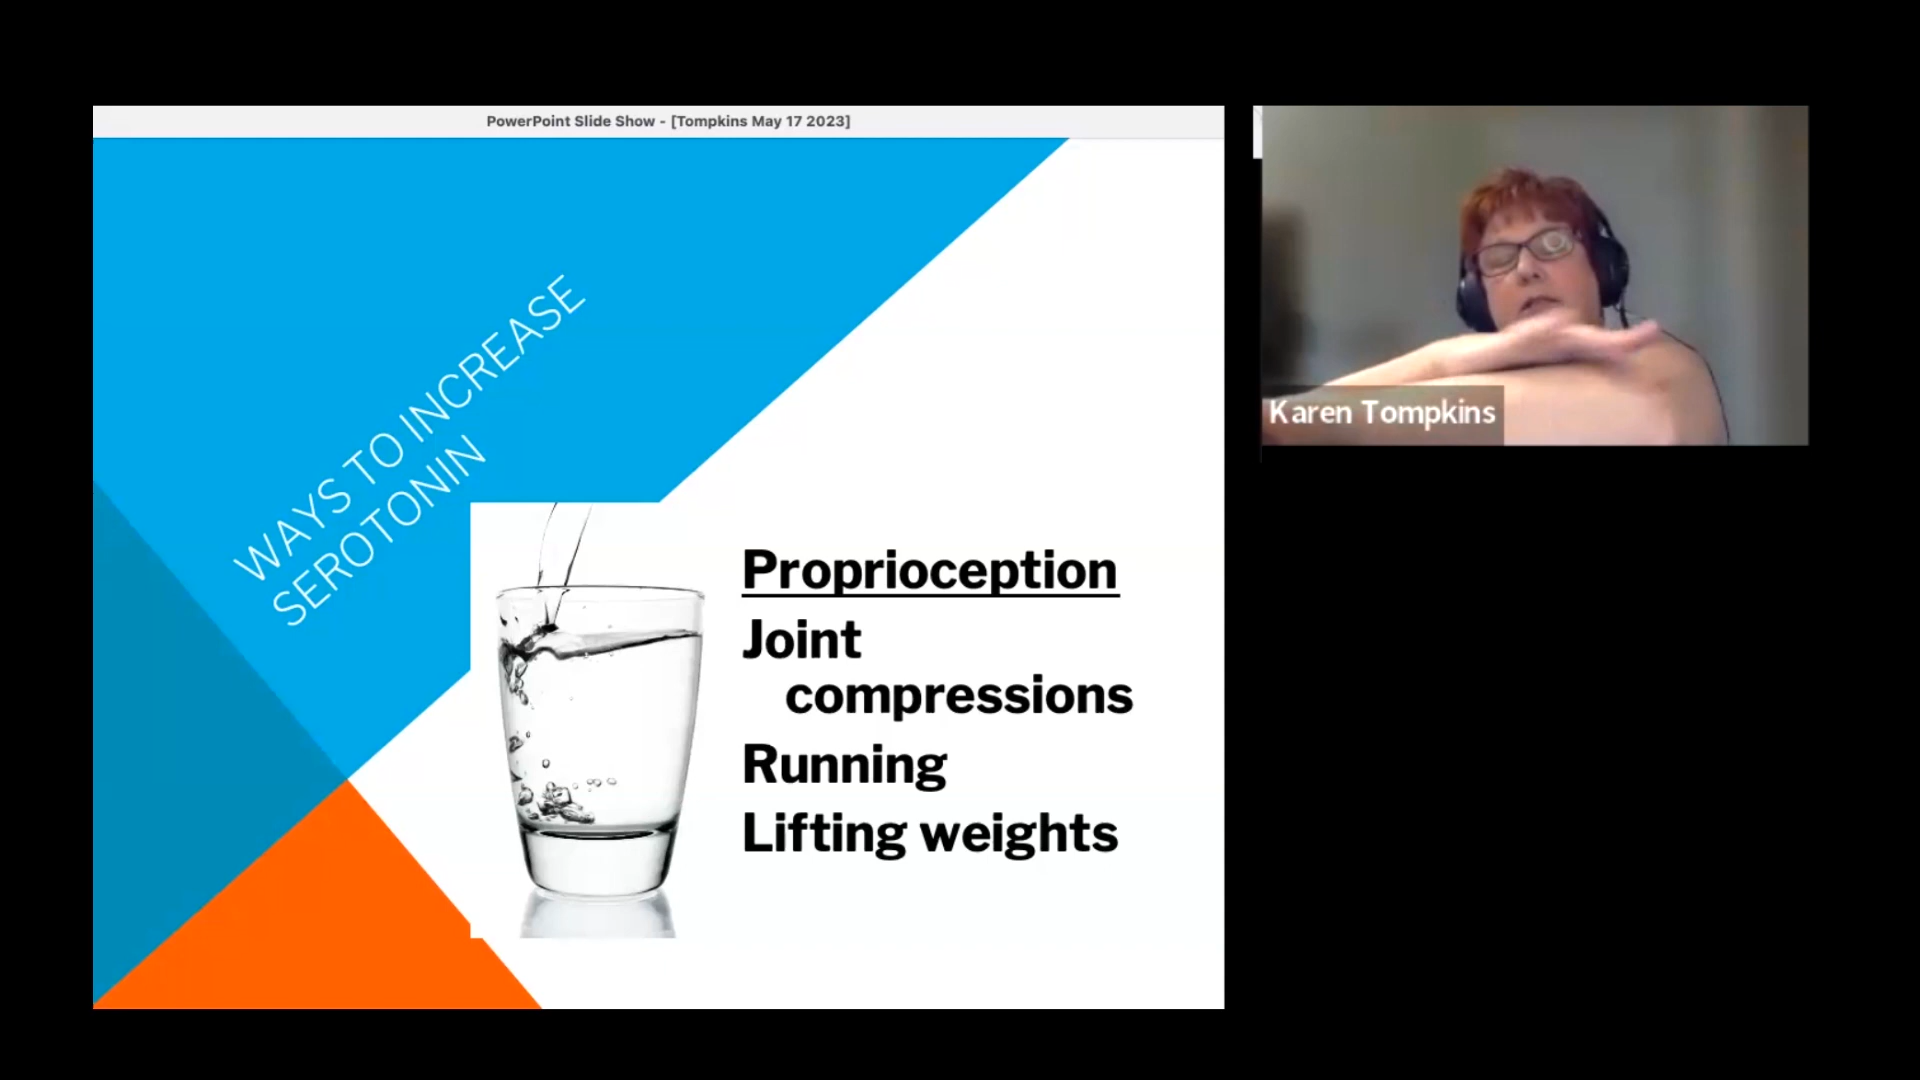 PowerPoint Slide Show - [Tompkins May 17 2023]
WAYS TO INCREASE
SEROTONIN
Proprioception
Joint
compressions
Running
Lifting weights
Karen Tompkins